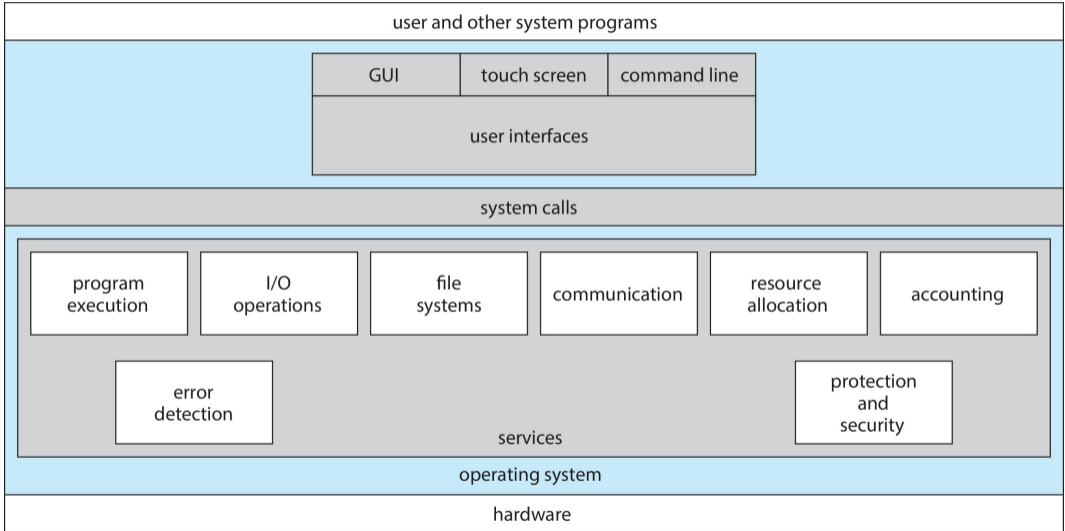 user and other system programs
GUI
touch screen
command line
user interfaces
system calls
program
execution
I/O
operations
file
systems
communication
resource
allocation
accounting
error
detection
protection
and
security
services
operating system
hardware